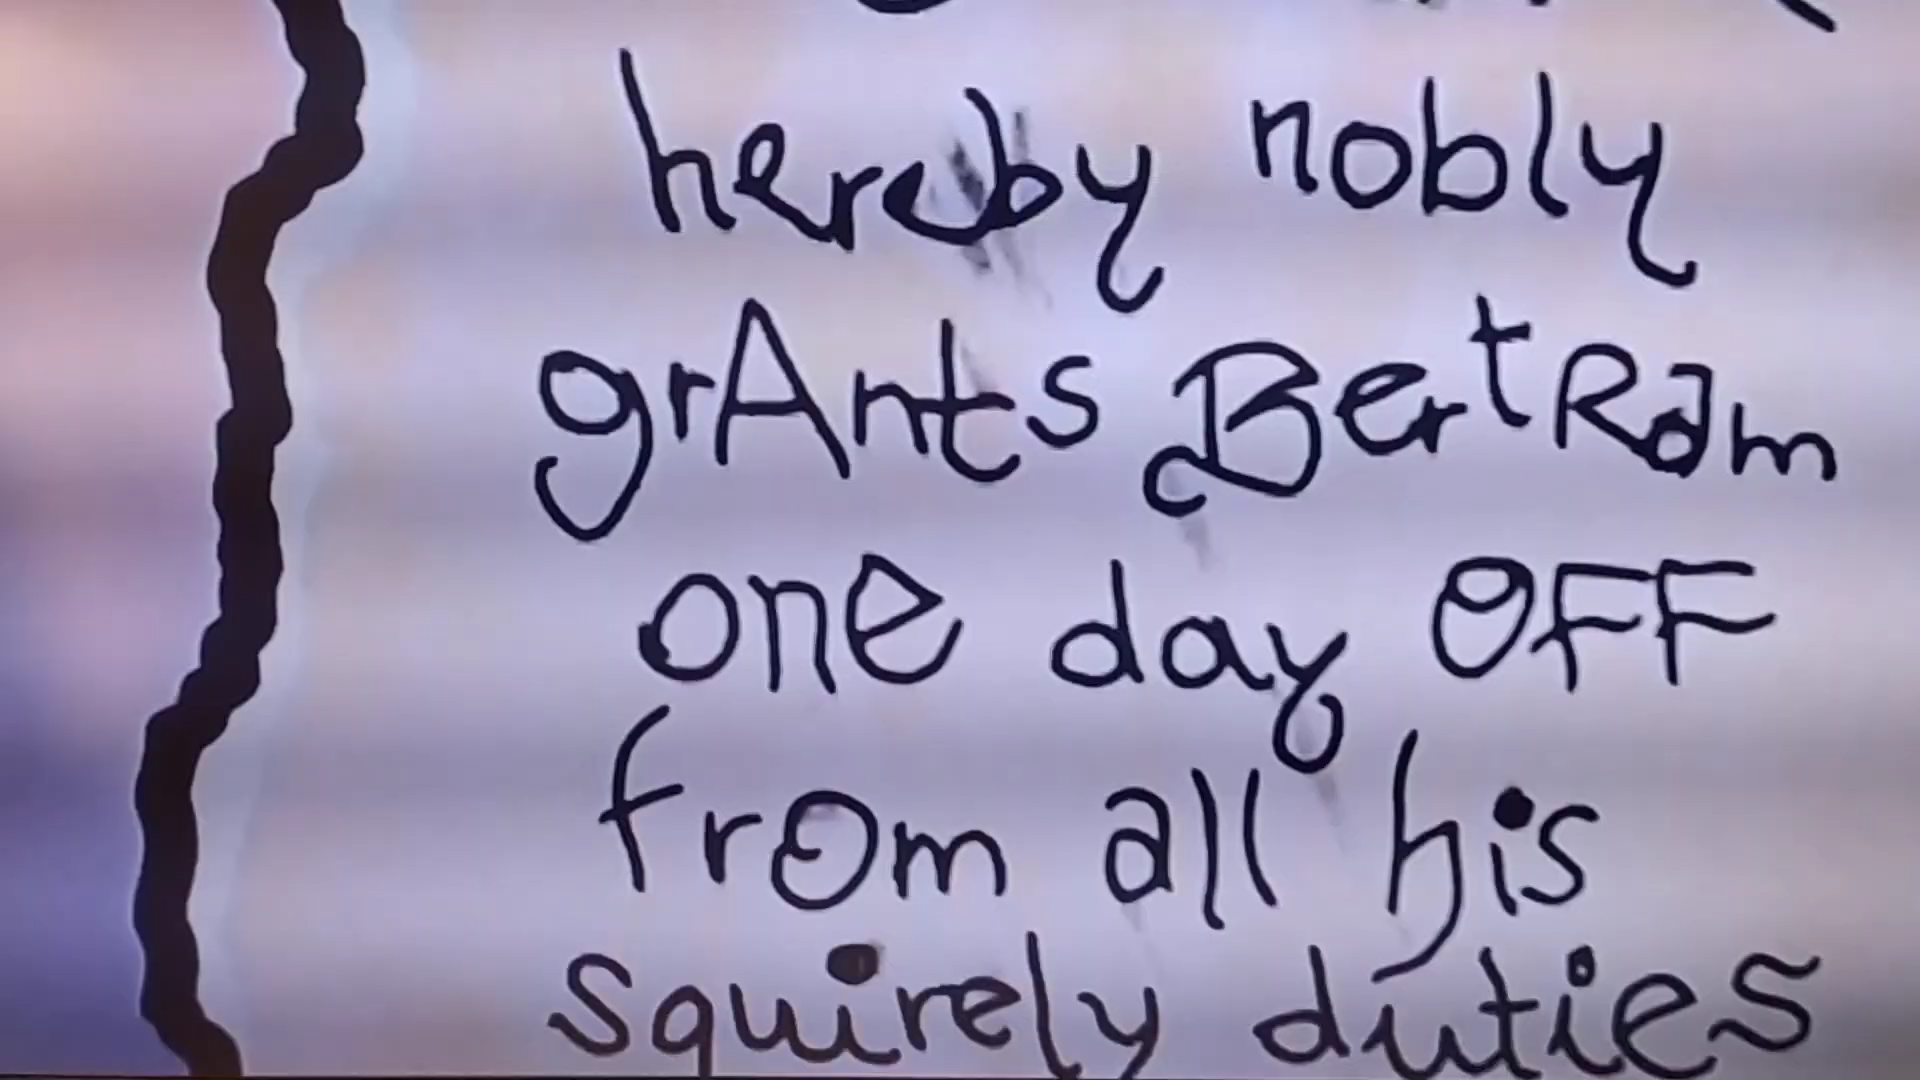 hereby nobly
grAnts BertRam
one day OFF
from all his
squirely duties